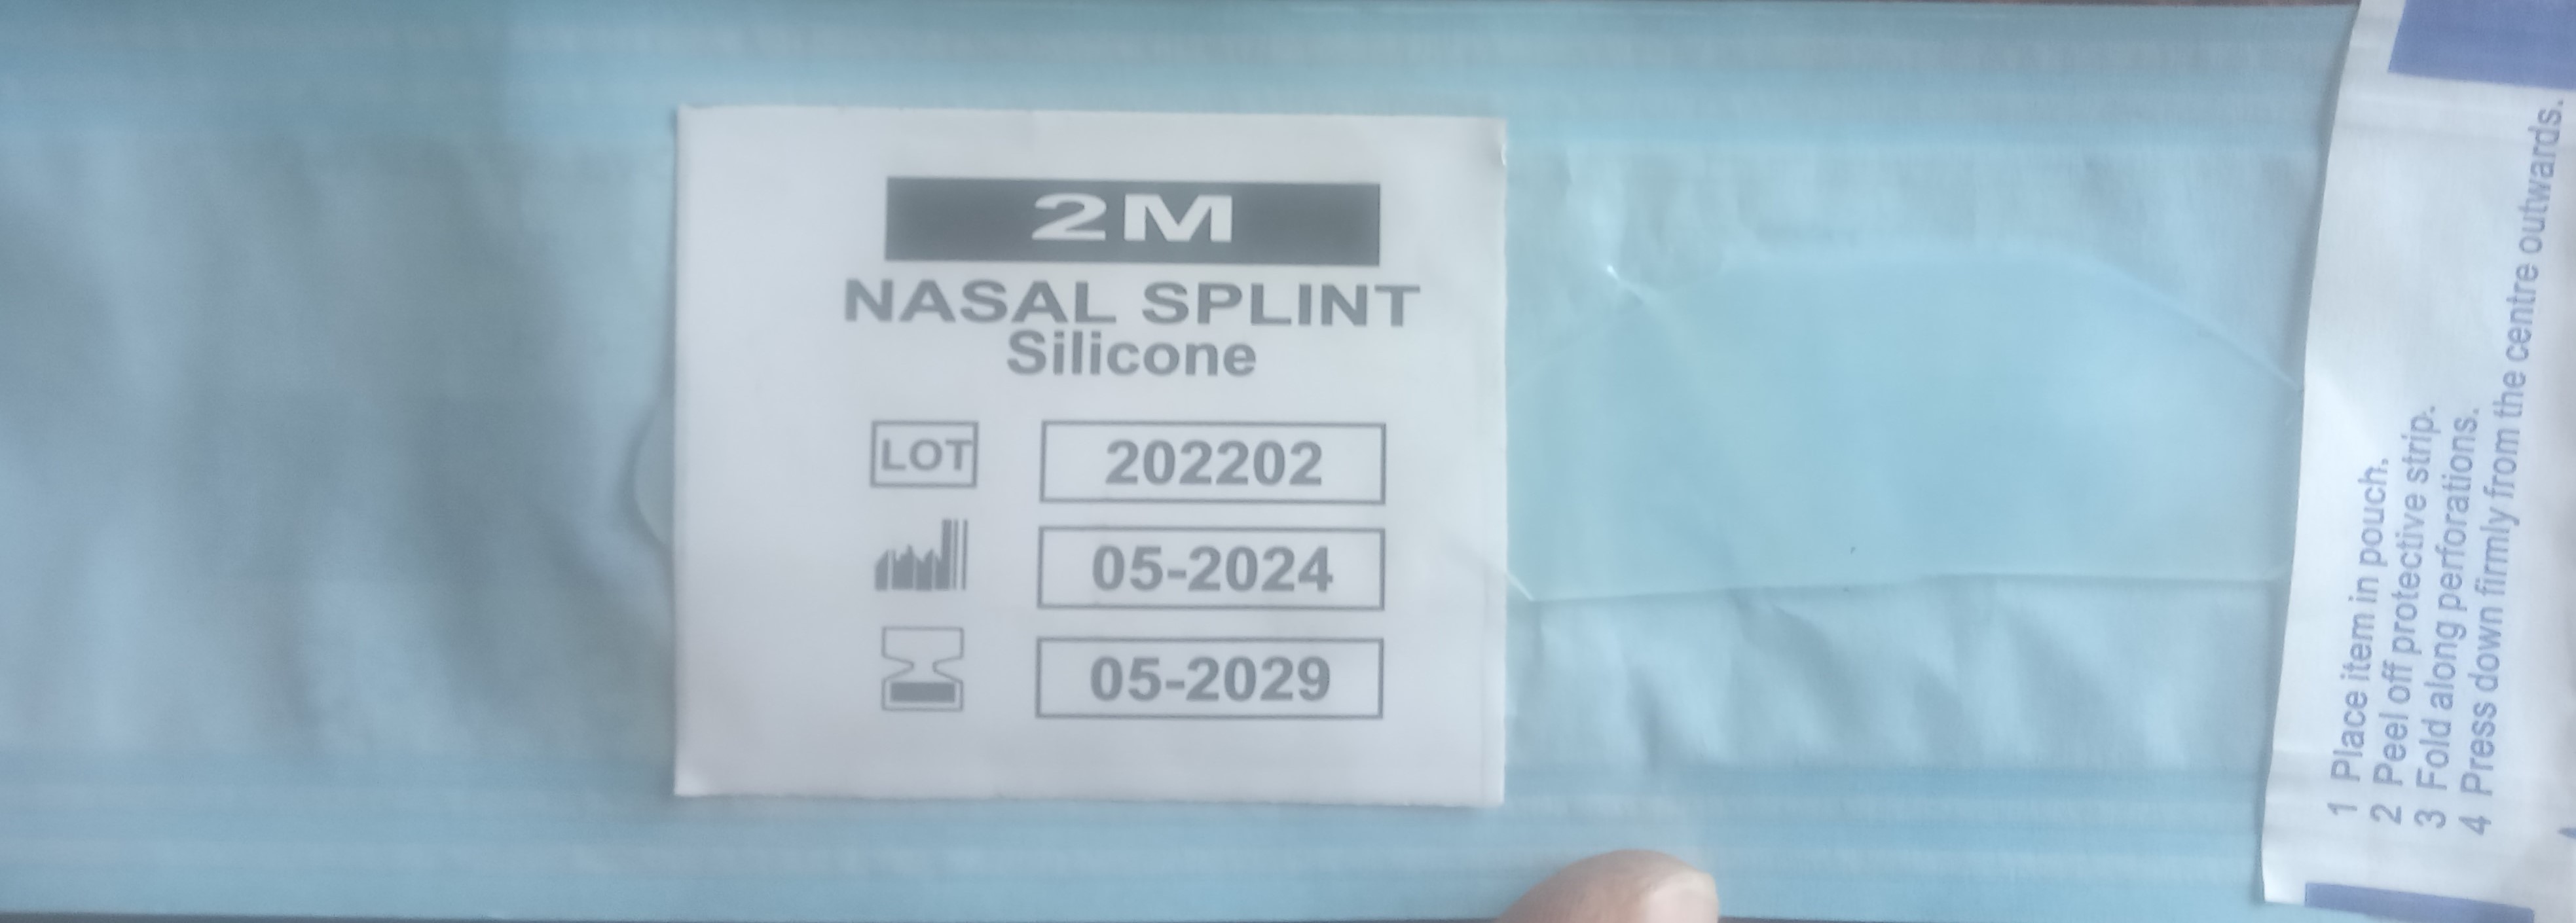 2M
NASAL SPLINT
Silicone
LOT 202202
05-2024
05-2029
1 Place item in pouch.
2 Peel off protective strip.
3 Fold along perforations.
4 Press down firmly from the centre outwards.